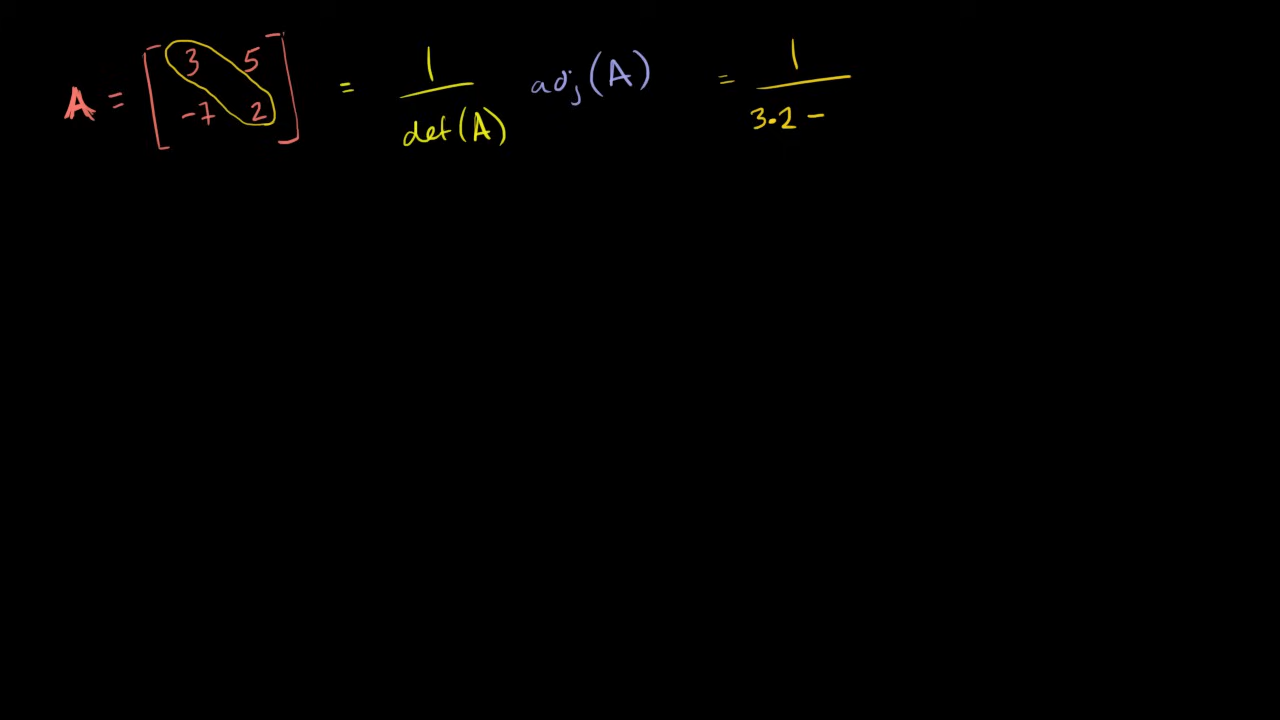 A = [3 5 -7 2] = 1/det(A) adj(A) = 1/3·2 -